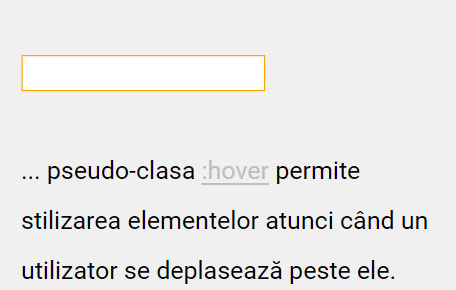 ... pseudo-clasa :hover permite
stilizarea elementelor atunci când un
utilizator se deplasează peste ele.